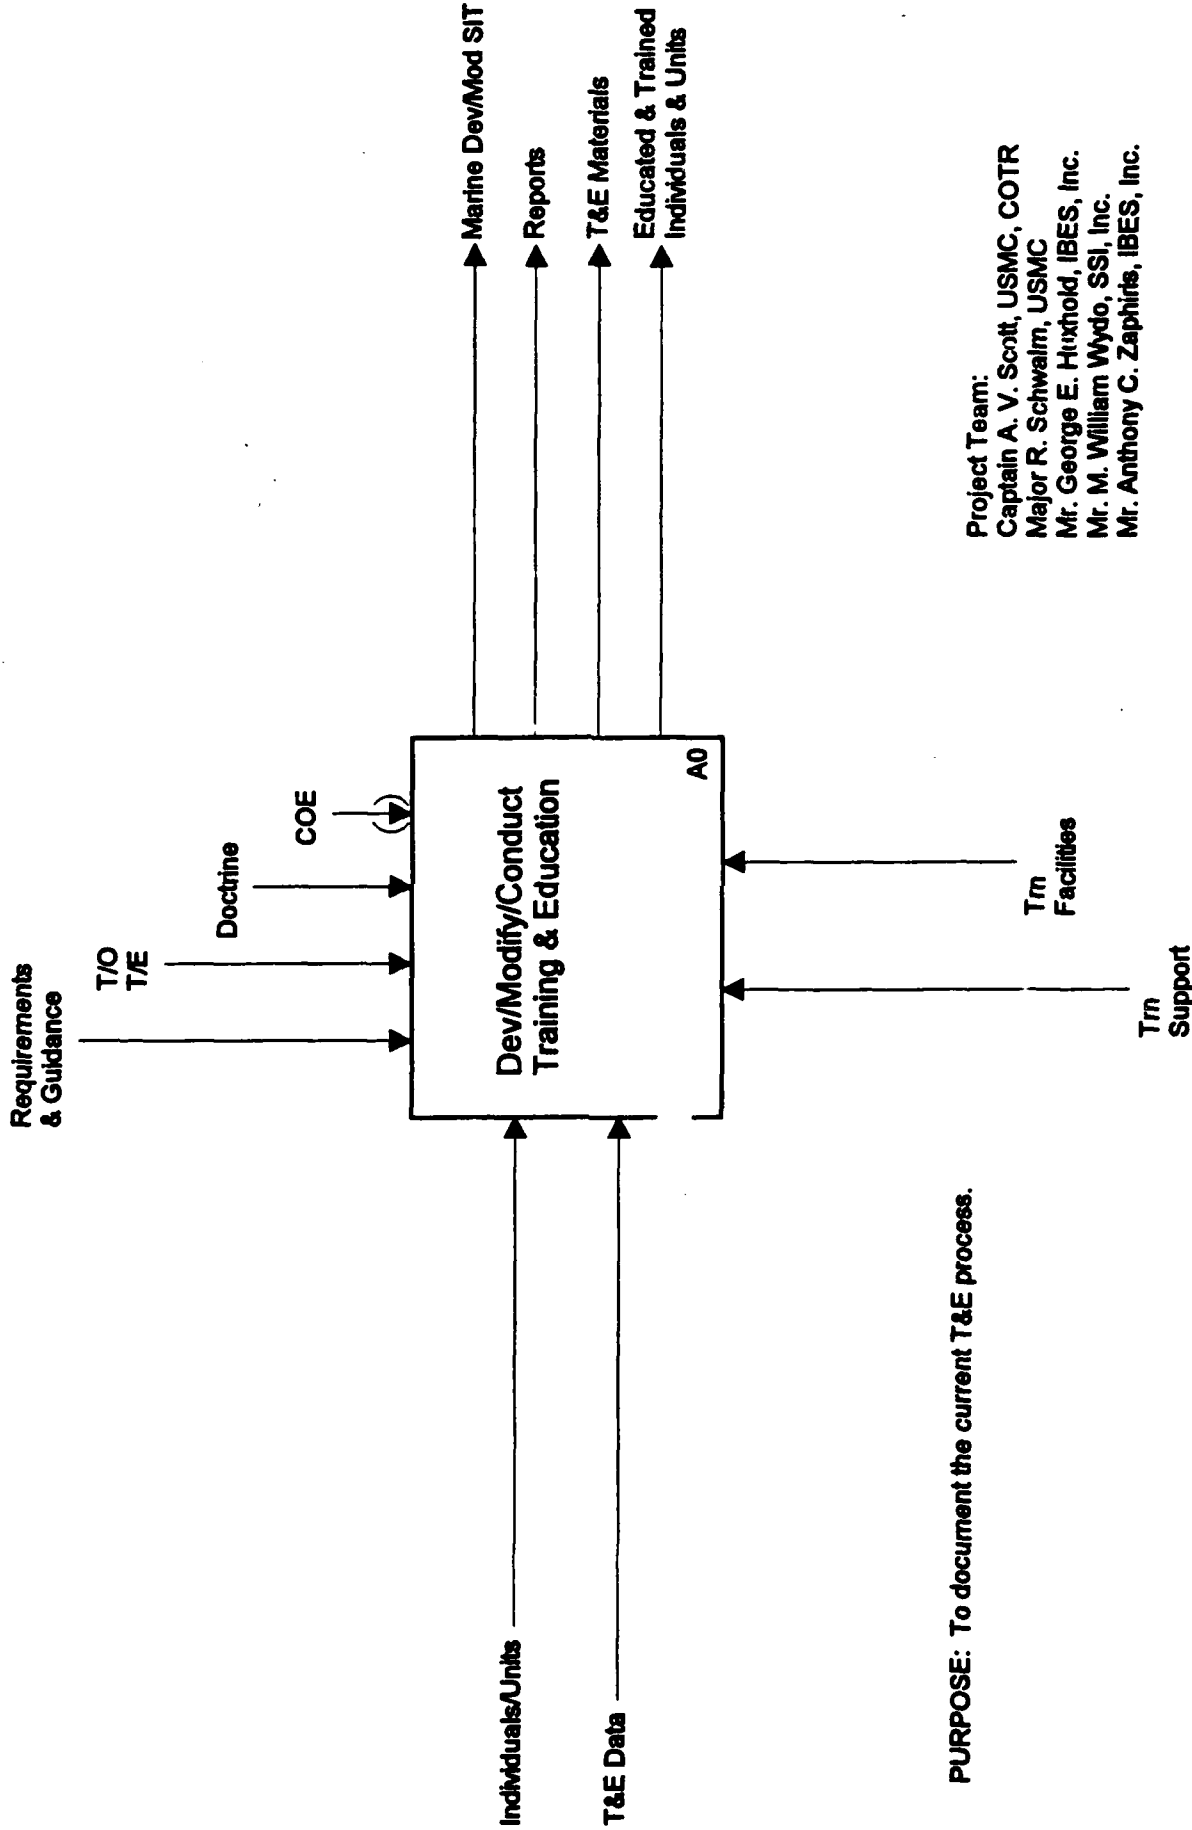 Requirements
& Guidance
T/O
T/E
Doctrine
COE
Individuals/Units
T&E Data
Dev/Modify/Conduct
Training & Education
A0
Marine Dev/Mod SIT
Reports
T&E Materials
Educated & Trained
Individuals & Units
Trn
Facilities
Trn
Support
PURPOSE: To document the current T&E process.
Project Team:
Captain A. V. Scott, USMC, COTR
Major R. Schwalm, USMC
Mr. George E. Huxhold, IBES, Inc.
Mr. M. William Wydo, SSI, Inc.
Mr. Anthony C. Zaphiris, IBES, Inc.